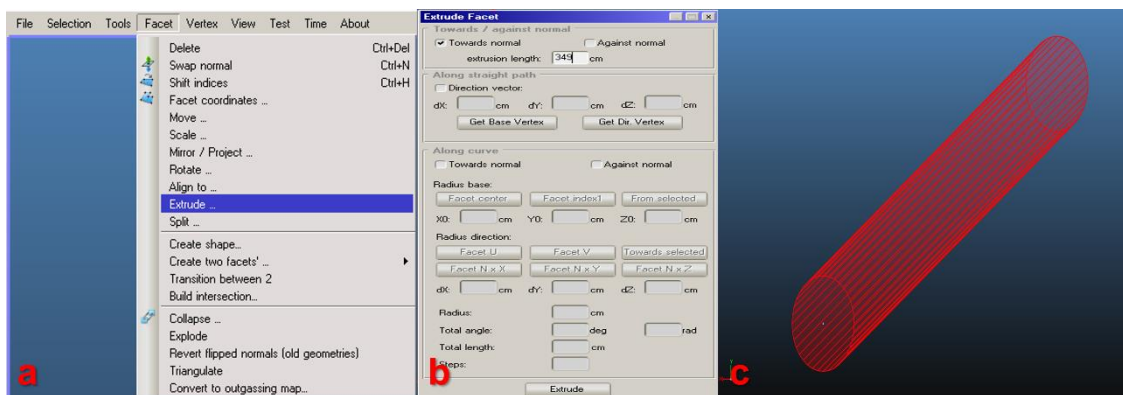 File Selection Tools Facet Vertex View Test Time About
Delete Ctrl+Del
Swap normal Ctrl+N
Shift indices Ctrl+H
Facet coordinates ...
Move ...
Scale ...
Mirror / Project ...
Rotate ...
Align to ...
Extrude ...
Split ...
Create shape...
Create two facets' ...
Transition between 2
Build intersection...
Collapse ...
Explode
Revert flipped normals (old geometries)
Triangulate
Convert to outgassing map...
a
Extrude Facet
Towards / against normal
Towards normal Against normal
extrusion length: 349 cm
Along straight path
Direction vector:
dX: cm dY: cm dZ: cm
Get Base Vertex Get Dir. Vertex
Along curve
Towards normal Against normal
Radius base:
Facet center Facet index1 From selected
X0: cm Y0: cm Z0: cm
Radius direction:
Facet U Facet V Towards selected
Facet N x X Facet N x Y Facet N x Z
dX: cm dY: cm dZ: cm
Radius: cm
Total angle: deg rad
Total length: cm
Steps:
Extrude
b
c